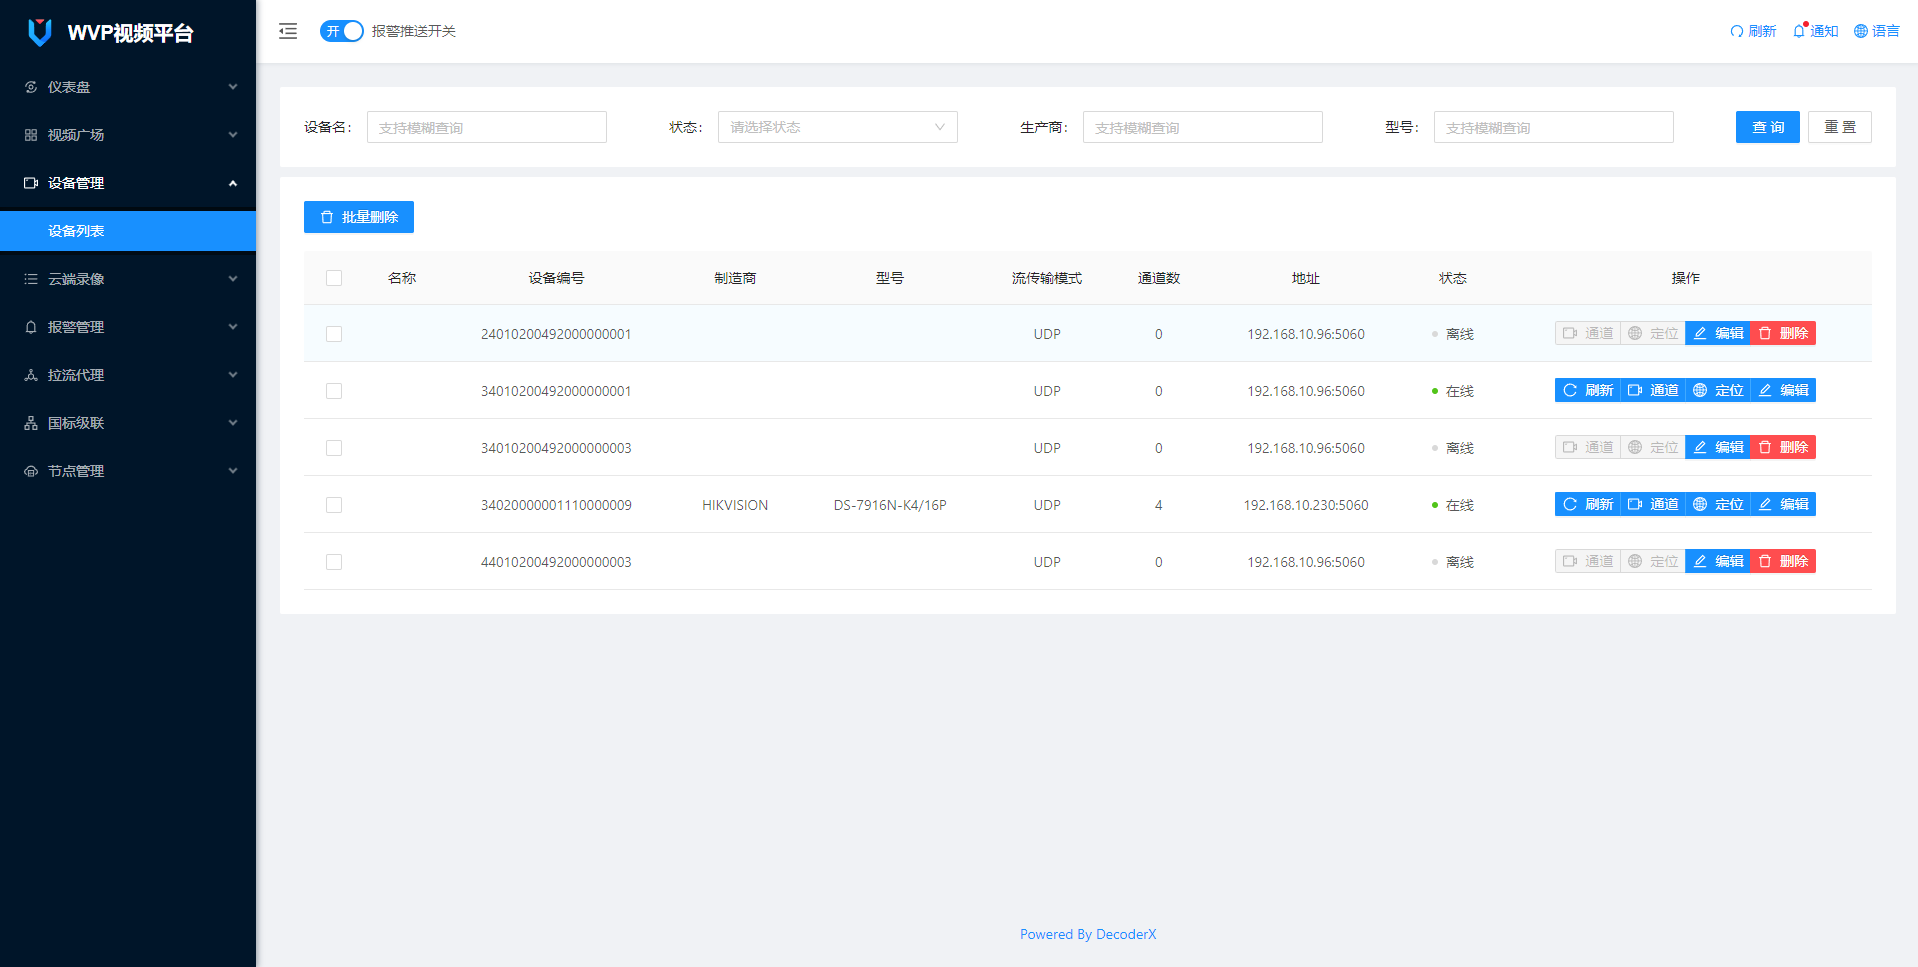 WVP视频平台
开 报警推送开关
刷新 通知 语言
仪表盘
视频广场
设备管理
设备列表
云端录像
报警管理
拉流代理
国标级联
节点管理
设备名： 支持模糊查询 状态： 请选择状态 生产商： 支持模糊查询 型号： 支持模糊查询 查 询 重 置
批量删除
名称 设备编号 制造商 型号 流传输模式 通道数 地址 状态 操作
24010200492000000001 UDP 0 192.168.10.96:5060 离线 通道 定位 编辑 删除
34010200492000000001 UDP 0 192.168.10.96:5060 在线 刷新 通道 定位 编辑
34010200492000000003 UDP 0 192.168.10.96:5060 离线 通道 定位 编辑 删除
34020000001110000009 HIKVISION DS-7916N-K4/16P UDP 4 192.168.10.230:5060 在线 刷新 通道 定位 编辑
44010200492000000003 UDP 0 192.168.10.96:5060 离线 通道 定位 编辑 删除
Powered By DecoderX